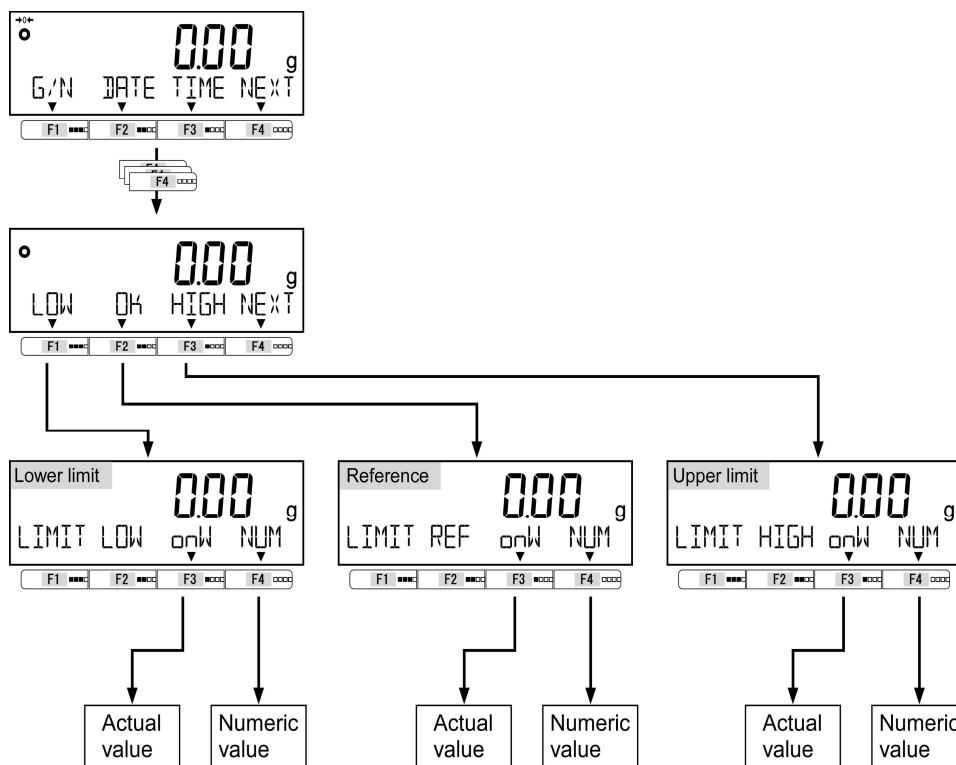 →0←
0.00
g
G/N DATE TIME NEXT
F1 F2 F3 F4
F4
0.00
g
LOW OK HIGH NEXT
F1 F2 F3 F4
Lower limit
0.00
g
LIMIT LOW onW NUM
F1 F2 F3 F4
Reference
0.00
g
LIMIT REF onW NUM
F1 F2 F3 F4
Upper limit
0.00
g
LIMIT HIGH onW NUM
F1 F2 F3 F4
Actual
value
Numeric
value
Actual
value
Numeric
value
Actual
value
Numeric
value